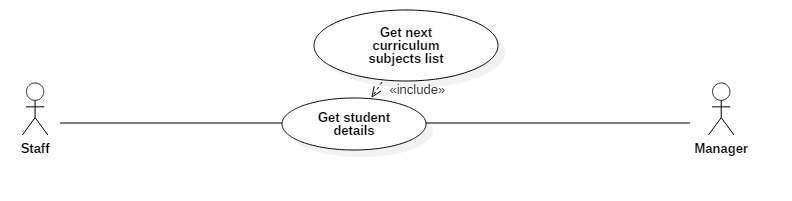 Get next
curriculum
subjects list
«include»
Get student
details
Staff
Manager